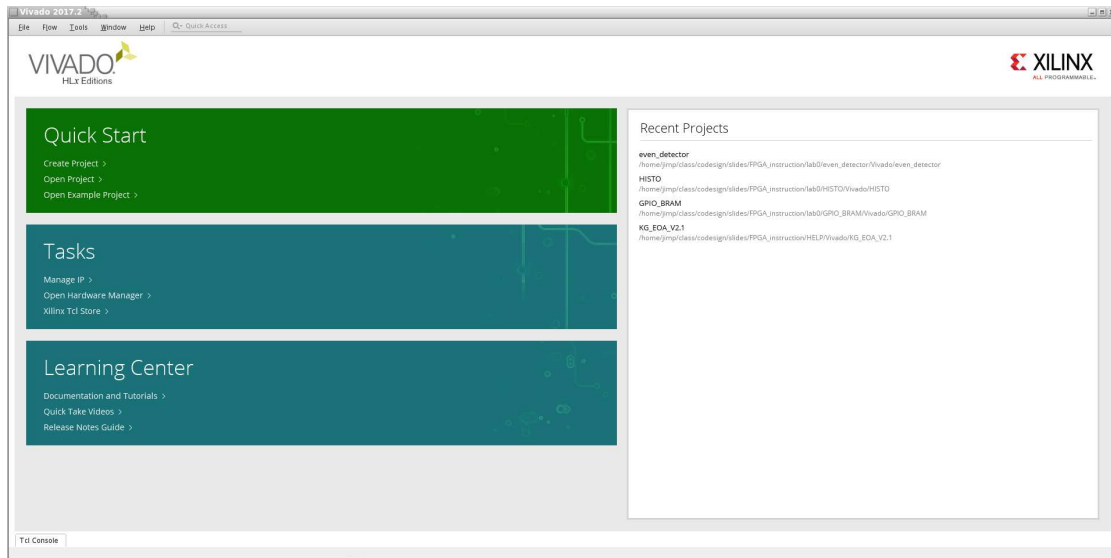 Vivado 2017.2
File Flow Tools Window Help Quick Access
VIVADO.
HLx Editions
XILINX
ALL PROGRAMMABLE.
Quick Start
Create Project >
Open Project >
Open Example Project >
Tasks
Manage IP >
Open Hardware Manager >
Xilinx Tcl Store >
Learning Center
Documentation and Tutorials >
Quick Take Videos >
Release Notes Guide >
Recent Projects
even_detector
/home/jimp/class/codesign/slides/FPGA_instruction/lab0/even_detector/Vivado/even_detector
HISTO
/home/jimp/class/codesign/slides/FPGA_instruction/lab0/HISTO/Vivado/HISTO
GPIO_BRAM
/home/jimp/class/codesign/slides/FPGA_instruction/lab0/GPIO_BRAM/Vivado/GPIO_BRAM
KG_EOA_V2.1
/home/jimp/class/codesign/slides/FPGA_instruction/HELP/Vivado/KG_EOA_V2.1
Tcl Console